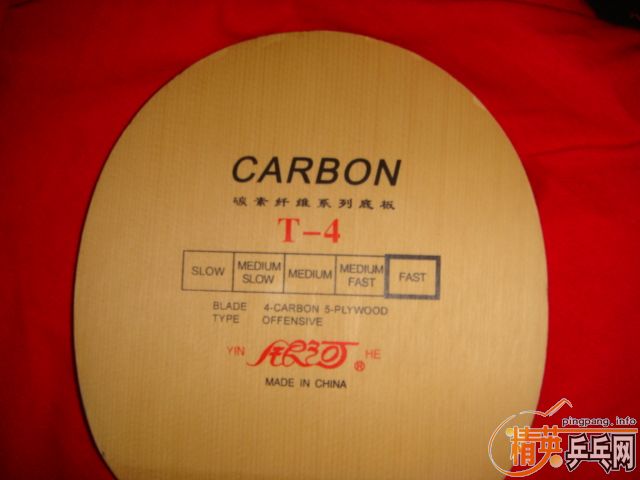 CARBON
碳素纤维系列底板
T-4
SLOW
MEDIUM SLOW
MEDIUM
MEDIUM FAST
FAST
BLADE 4-CARBON 5-PLYWOOD
TYPE OFFENSIVE
YIN HE ®
MADE IN CHINA
pingpang.info
精英乒乓网